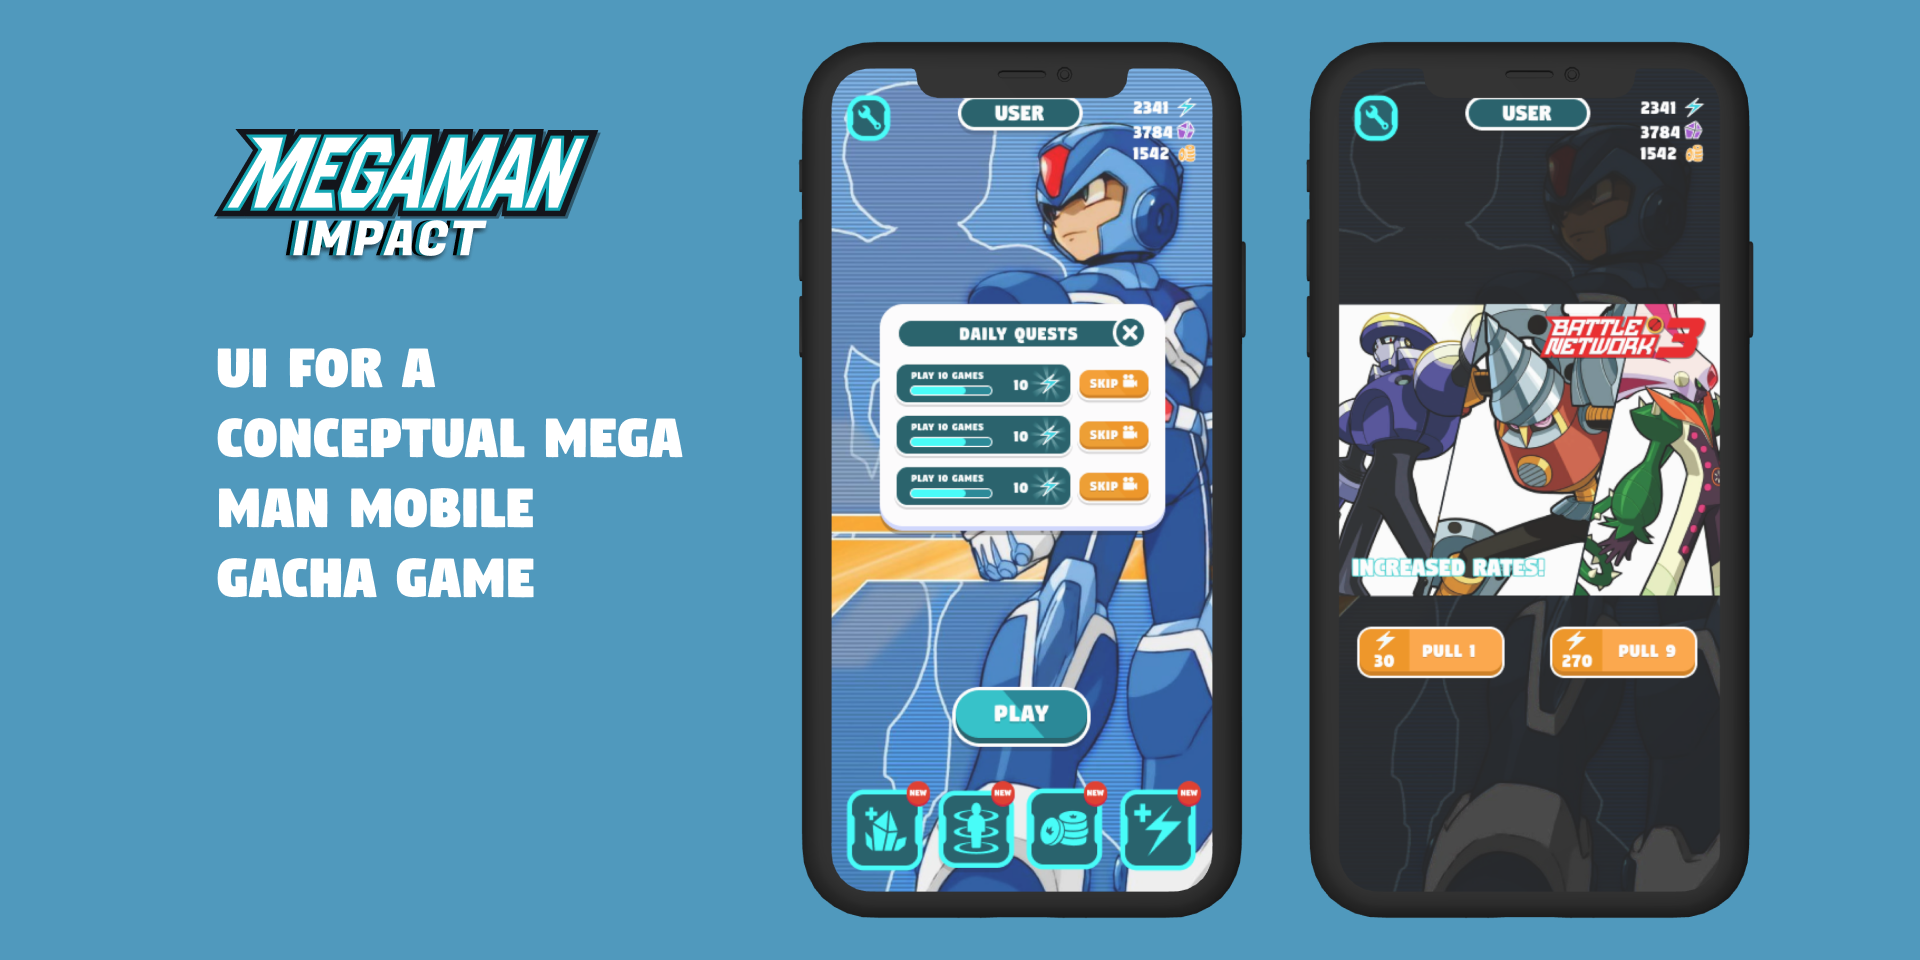 MEGAMAN
IMPACT
UI FOR A
CONCEPTUAL MEGA
MAN MOBILE
GACHA GAME
USER
2341
3784
1542
DAILY QUESTS
PLAY 10 GAMES
10
SKIP
PLAY 10 GAMES
10
SKIP
PLAY 10 GAMES
10
SKIP
PLAY
NEW
NEW
NEW
NEW
USER
2341
3784
1542
BATTLE
NETWORK 3
INCREASED RATES!
30
PULL 1
270
PULL 9